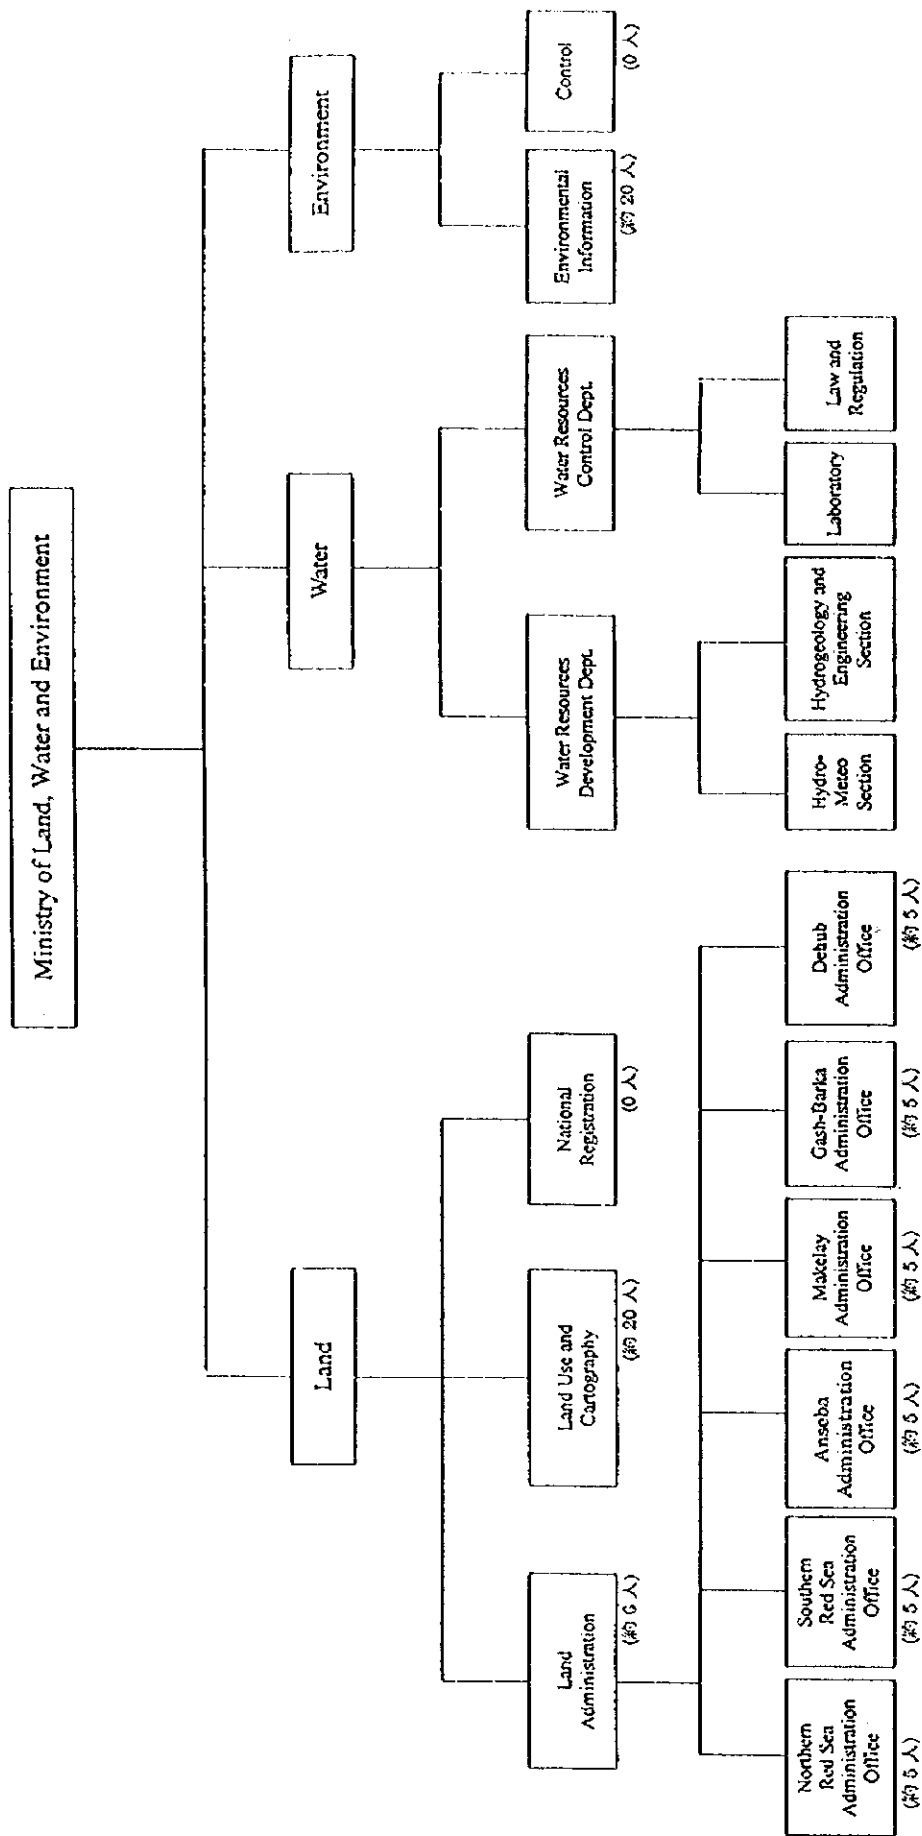 Ministry of Land, Water and Environment
Land
Water
Environment
Land
Administration
(約 6 人)
Land Use and
Cartography
(約 20 人)
National
Registration
(0 人)
Water Resources
Development Dept.
Water Resources
Control Dept.
Environmental
Information
(約 20 人)
Control
(0 人)
Northern
Red Sea
Administration
Office
(約 5 人)
Southern
Red Sea
Administration
Office
(約 5 人)
Anseba
Administration
Office
(約 5 人)
Makelay
Administration
Office
(約 5 人)
Gash-Barka
Administration
Office
(約 5 人)
Debub
Administration
Office
(約 5 人)
Hydro-
Meteo
Section
Hydrogeology and
Engineering
Section
Laboratory
Law and
Regulation